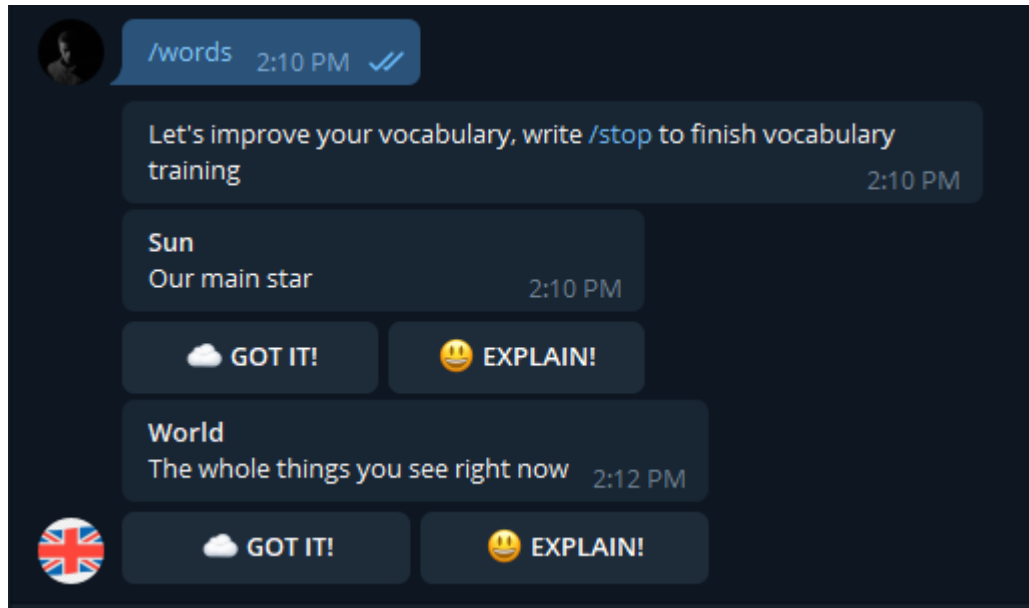 /words 2:10 PM
Let's improve your vocabulary, write /stop to finish vocabulary
training 2:10 PM
Sun
Our main star 2:10 PM
GOT IT! EXPLAIN!
World
The whole things you see right now 2:12 PM
GOT IT! EXPLAIN!